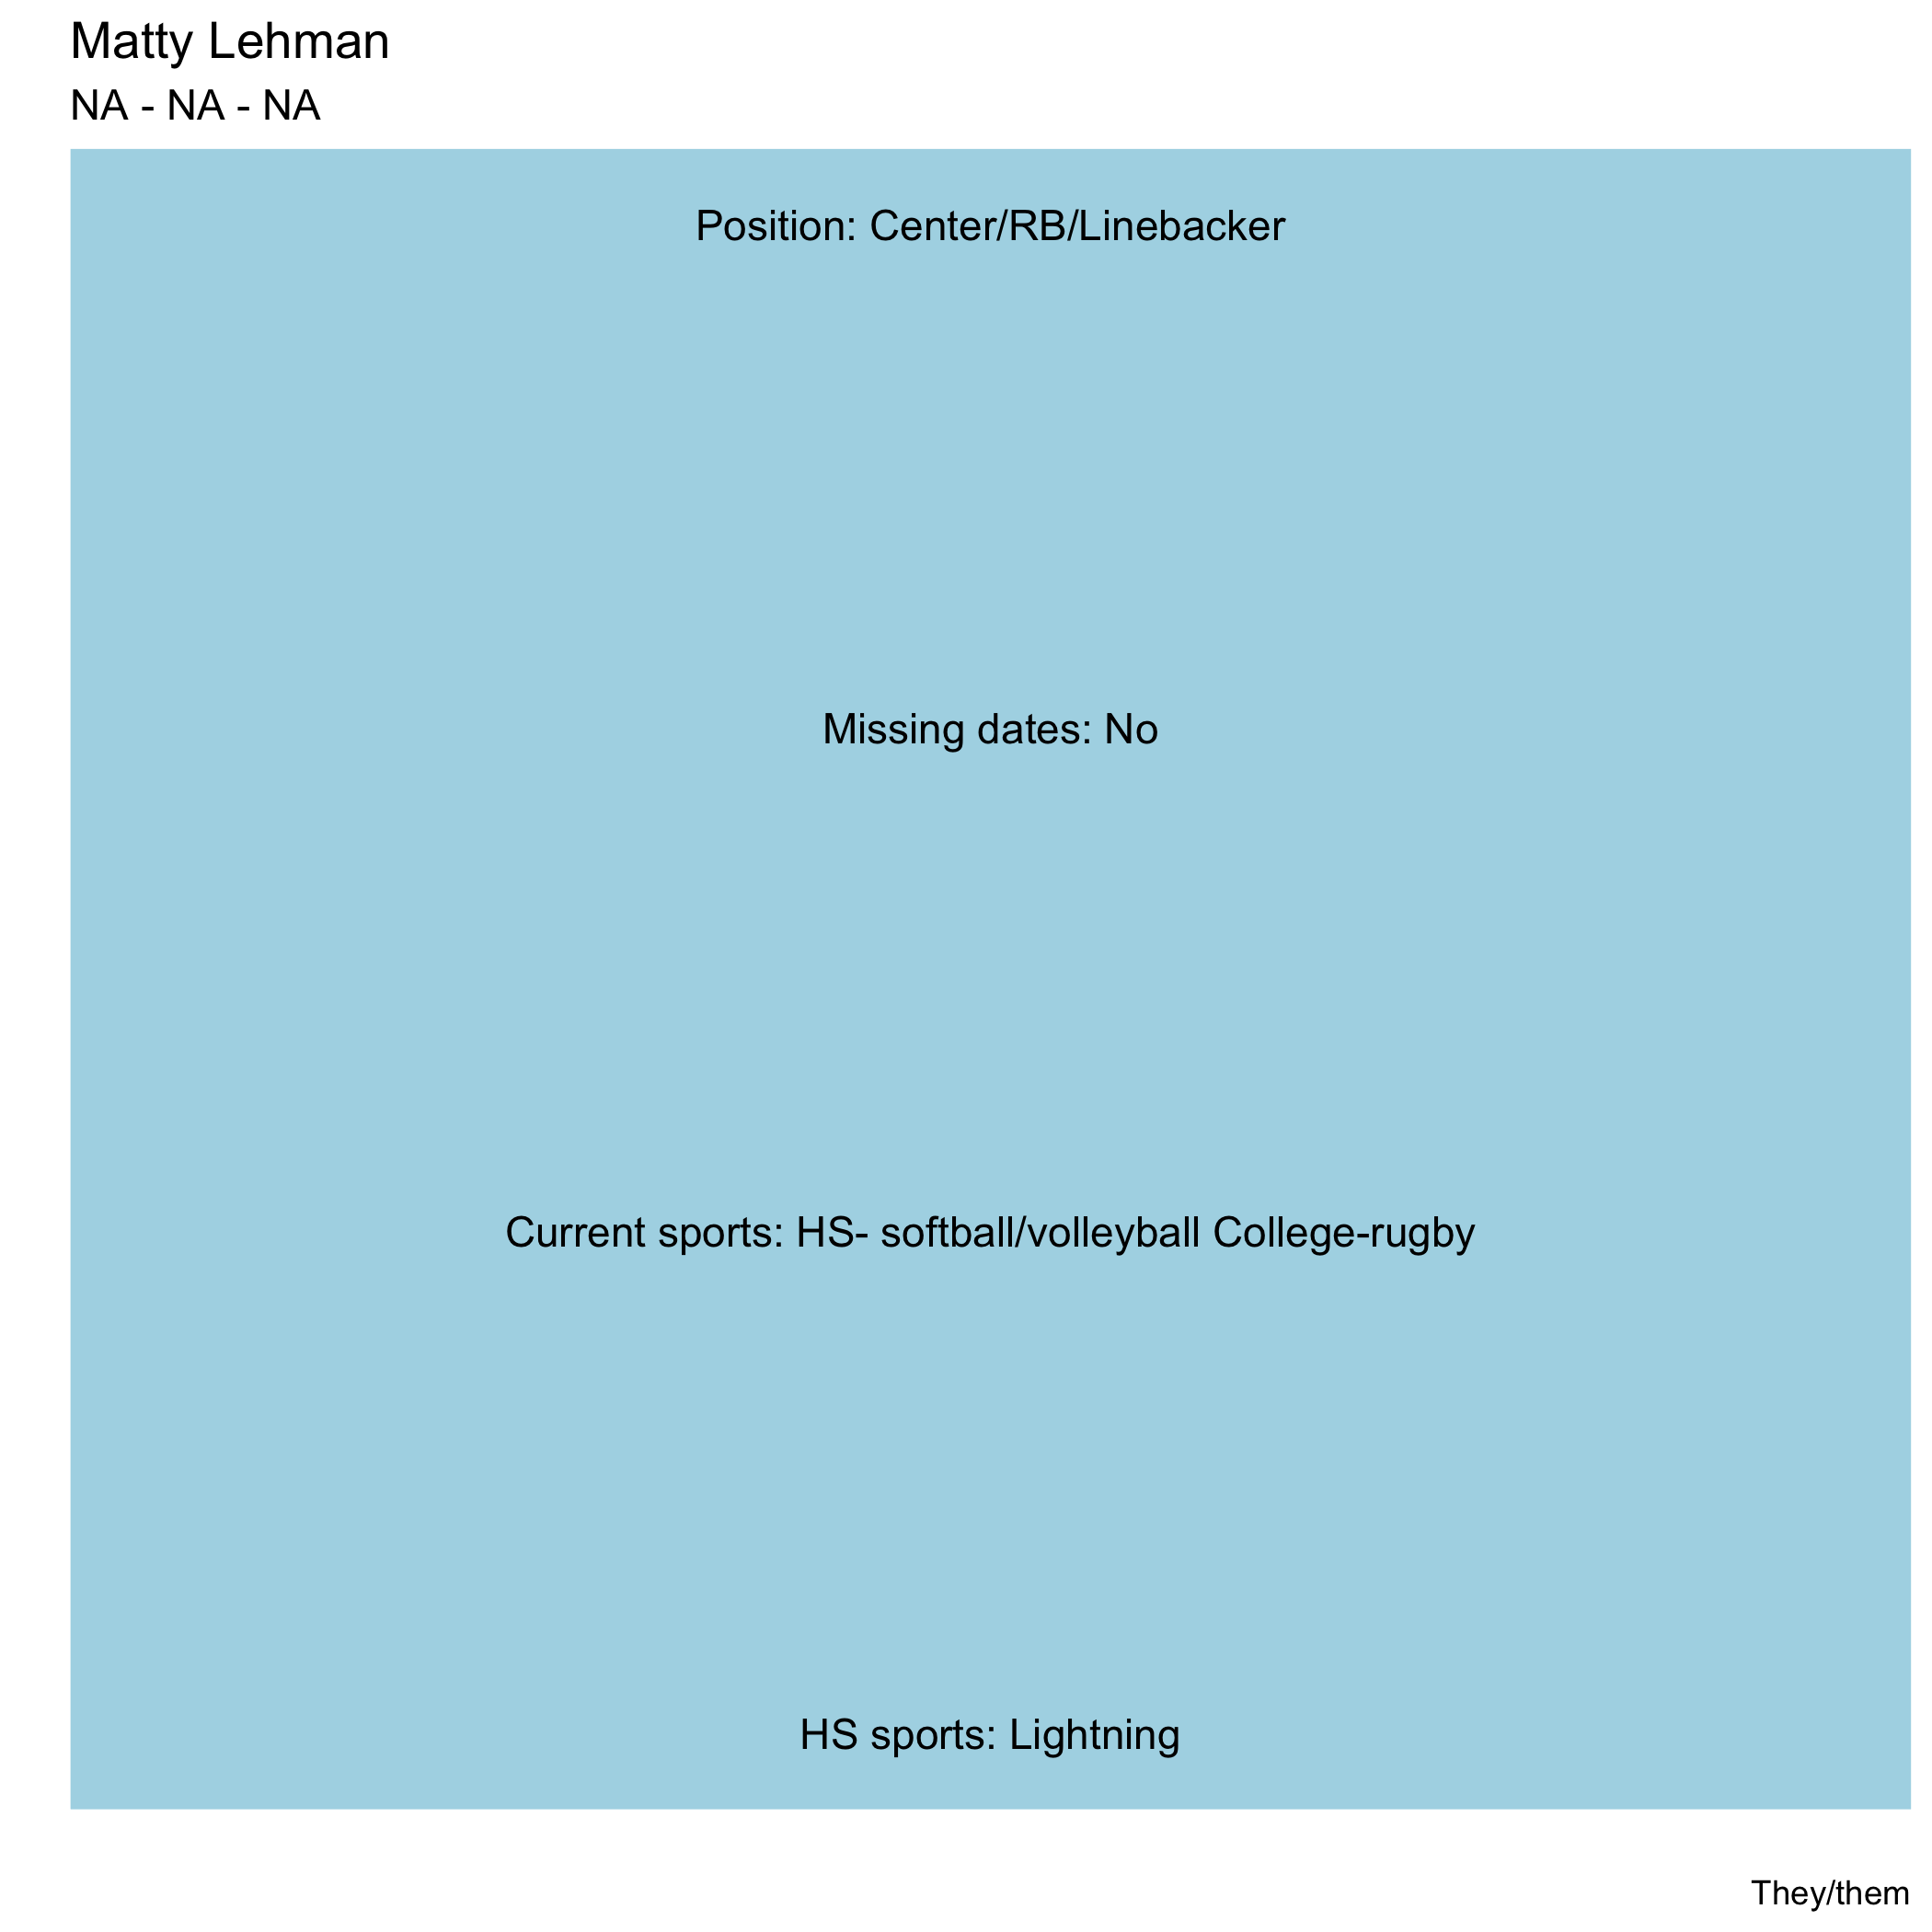 Matty Lehman
NA - NA - NA
Position: Center/RB/Linebacker
Missing dates: No
Current sports: HS- softball/volleyball College-rugby
HS sports: Lightning
They/them